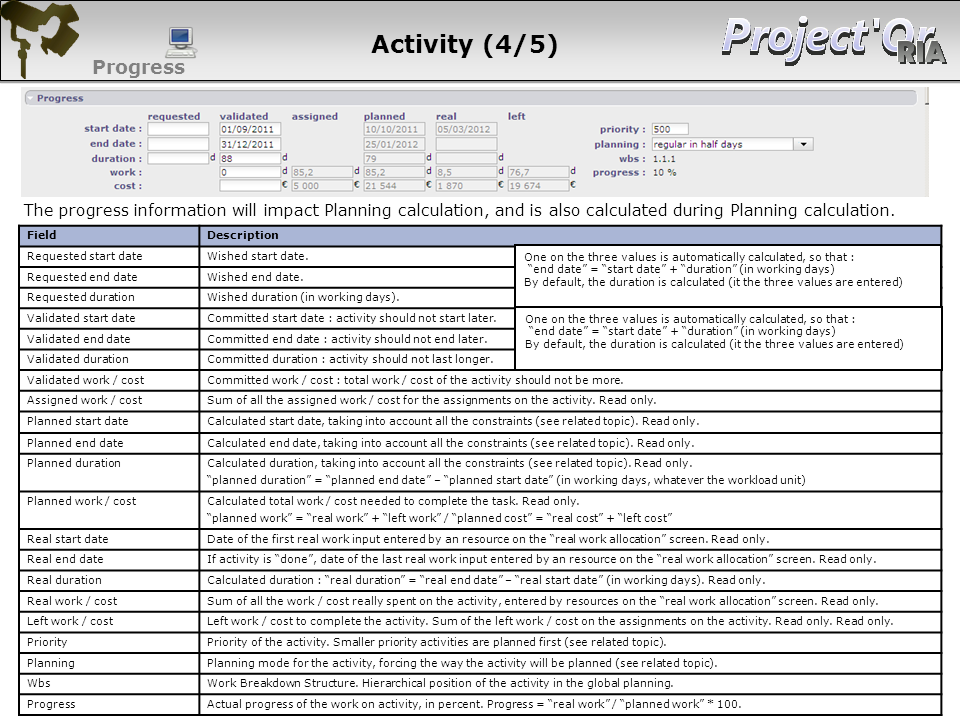 Activity (4/5)
Project'Or
RIA
Progress
Progress
requested validated assigned planned real left
start date : 01/09/2011 10/10/2011 05/03/2012 priority : 500
end date : 31/12/2011 25/01/2012 planning : regular in half days
duration : d 88 d 79 d d wbs : 1.1.1
work : 0 d 85,2 d 85,2 d 8,5 d 76,7 d progress : 10 %
cost : € 5 000 € 21 544 € 1 870 € 19 674 €
The progress information will impact Planning calculation, and is also calculated during Planning calculation.
Field Description
Requested start date Wished start date.
Requested end date Wished end date.
Requested duration Wished duration (in working days).
One on the three values is automatically calculated, so that :
“end date” = “start date” + “duration” (in working days)
By default, the duration is calculated (it the three values are entered)
Validated start date Committed start date : activity should not start later.
Validated end date Committed end date : activity should not end later.
Validated duration Committed duration : activity should not last longer.
One on the three values is automatically calculated, so that :
“end date” = “start date” + “duration” (in working days)
By default, the duration is calculated (it the three values are entered)
Validated work / cost Committed work / cost : total work / cost of the activity should not be more.
Assigned work / cost Sum of all the assigned work / cost for the assignments on the activity. Read only.
Planned start date Calculated start date, taking into account all the constraints (see related topic). Read only.
Planned end date Calculated end date, taking into account all the constraints (see related topic). Read only.
Planned duration Calculated duration, taking into account all the constraints (see related topic). Read only.
“planned duration” = “planned end date” – “planned start date” (in working days, whatever the workload unit)
Planned work / cost Calculated total work / cost needed to complete the task. Read only.
“planned work” = “real work” + “left work” / “planned cost” = “real cost” + “left cost”
Real start date Date of the first real work input entered by an resource on the “real work allocation” screen. Read only.
Real end date If activity is “done”, date of the last real work input entered by an resource on the “real work allocation” screen. Read only.
Real duration Calculated duration : “real duration” = “real end date” – “real start date” (in working days). Read only.
Real work / cost Sum of all the work / cost really spent on the activity, entered by resources on the “real work allocation” screen. Read only.
Left work / cost Left work / cost to complete the activity. Sum of the left work / cost on the assignments on the activity. Read only. Read only.
Priority Priority of the activity. Smaller priority activities are planned first (see related topic).
Planning Planning mode for the activity, forcing the way the activity will be planned (see related topic).
Wbs Work Breakdown Structure. Hierarchical position of the activity in the global planning.
Progress Actual progress of the work on activity, in percent. Progress = “real work” / “planned work” * 100.